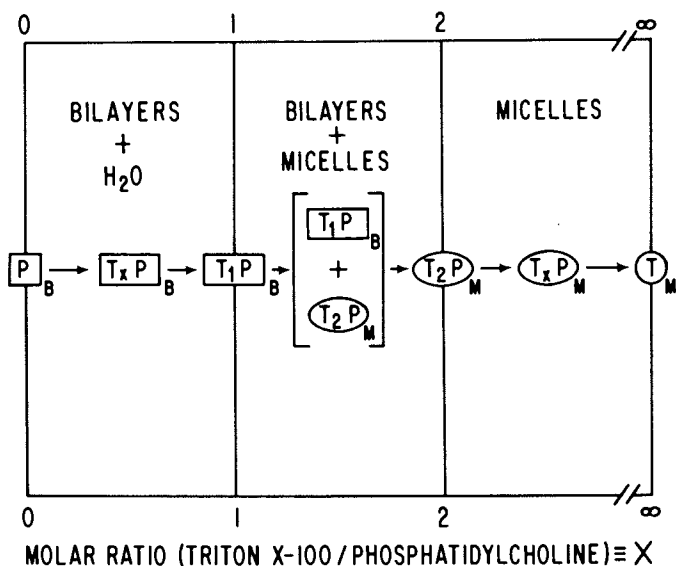 0 1 2 ∞
BILAYERS
+
H₂O
BILAYERS
+
MICELLES
MICELLES
P B → TₓP B → T₁P B → [ T₁P B + T₂P M ] → T₂P M → TₓP M → T M
0 1 2 ∞
MOLAR RATIO (TRITON X-100/PHOSPHATIDYLCHOLINE) ≡ X